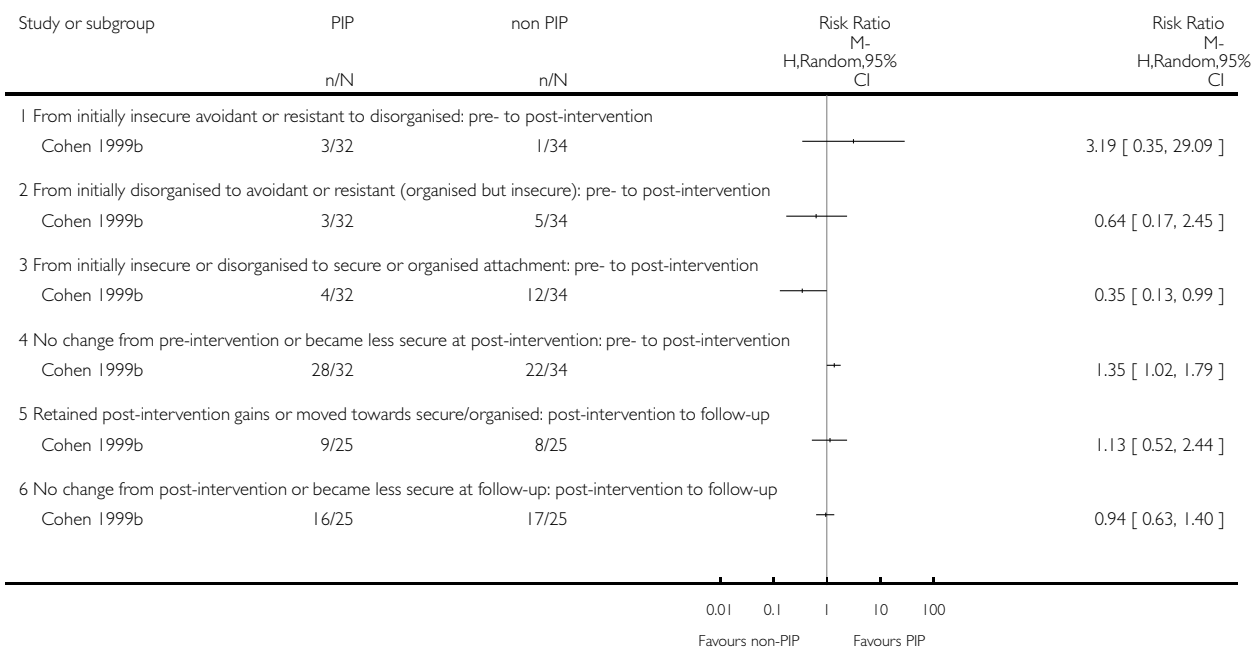 Study or subgroup PIP non PIP Risk Ratio Risk Ratio
M- M-
H,Random,95% H,Random,95%
n/N n/N CI CI
1 From initially insecure avoidant or resistant to disorganised: pre- to post-intervention
Cohen 1999b 3/32 1/34 3.19 [ 0.35, 29.09 ]
2 From initially disorganised to avoidant or resistant (organised but insecure): pre- to post-intervention
Cohen 1999b 3/32 5/34 0.64 [ 0.17, 2.45 ]
3 From initially insecure or disorganised to secure or organised attachment: pre- to post-intervention
Cohen 1999b 4/32 12/34 0.35 [ 0.13, 0.99 ]
4 No change from pre-intervention or became less secure at post-intervention: pre- to post-intervention
Cohen 1999b 28/32 22/34 1.35 [ 1.02, 1.79 ]
5 Retained post-intervention gains or moved towards secure/organised: post-intervention to follow-up
Cohen 1999b 9/25 8/25 1.13 [ 0.52, 2.44 ]
6 No change from post-intervention or became less secure at follow-up: post-intervention to follow-up
Cohen 1999b 16/25 17/25 0.94 [ 0.63, 1.40 ]
0.01 0.1 1 10 100
Favours non-PIP Favours PIP